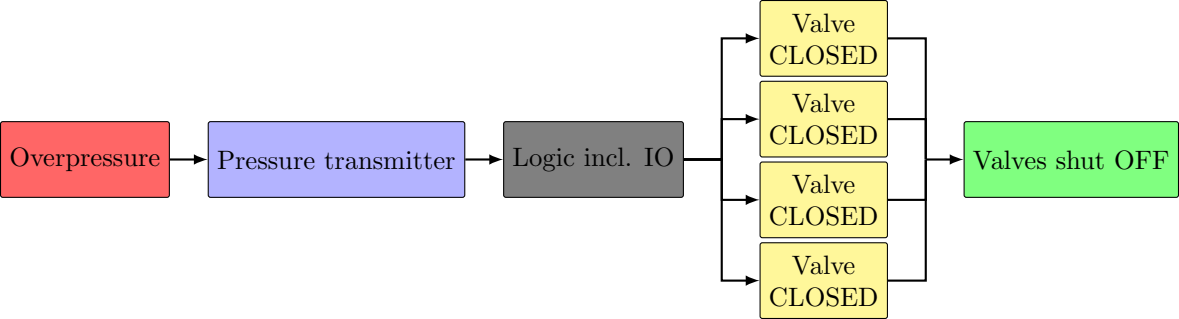 Overpressure
Pressure transmitter
Logic incl. IO
Valve
CLOSED
Valve
CLOSED
Valve
CLOSED
Valve
CLOSED
Valves shut OFF